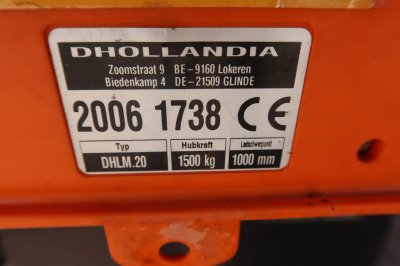 DHOLLANDIA
Zoomstraat 9 BE-9160 Lokeren
Biedenkamp 4 DE-21509 GLINDE
2006 1738 CE
Typ Hubkraft Lastschwerpunkt
DHLM.20 1500 kg 1000 mm